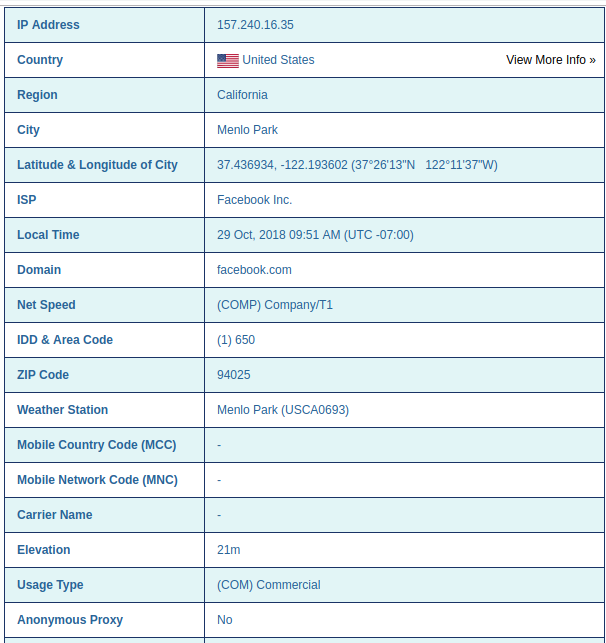 IP Address 157.240.16.35
Country United States View More Info »
Region California
City Menlo Park
Latitude & Longitude of City 37.436934, -122.193602 (37°26'13"N   122°11'37"W)
ISP Facebook Inc.
Local Time 29 Oct, 2018 09:51 AM (UTC -07:00)
Domain facebook.com
Net Speed (COMP) Company/T1
IDD & Area Code (1) 650
ZIP Code 94025
Weather Station Menlo Park (USCA0693)
Mobile Country Code (MCC) -
Mobile Network Code (MNC) -
Carrier Name -
Elevation 21m
Usage Type (COM) Commercial
Anonymous Proxy No